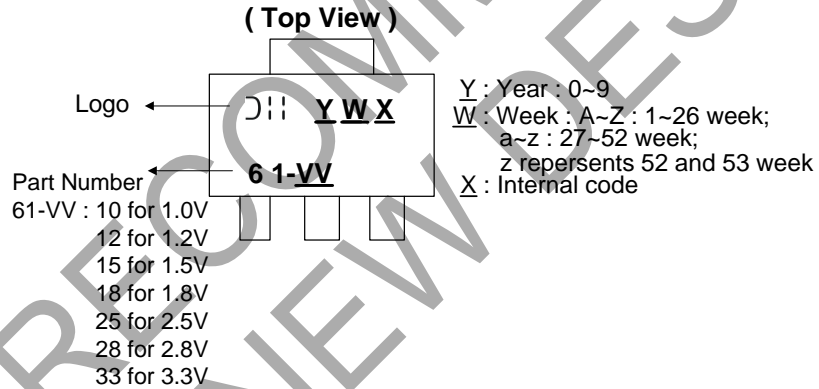 ( Top View )
Logo
Y W X
6 1-VV
Y : Year : 0~9
W : Week : A~Z : 1~26 week;
a~z : 27~52 week;
z repersents 52 and 53 week
X : Internal code
Part Number
61-VV : 10 for 1.0V
12 for 1.2V
15 for 1.5V
18 for 1.8V
25 for 2.5V
28 for 2.8V
33 for 3.3V